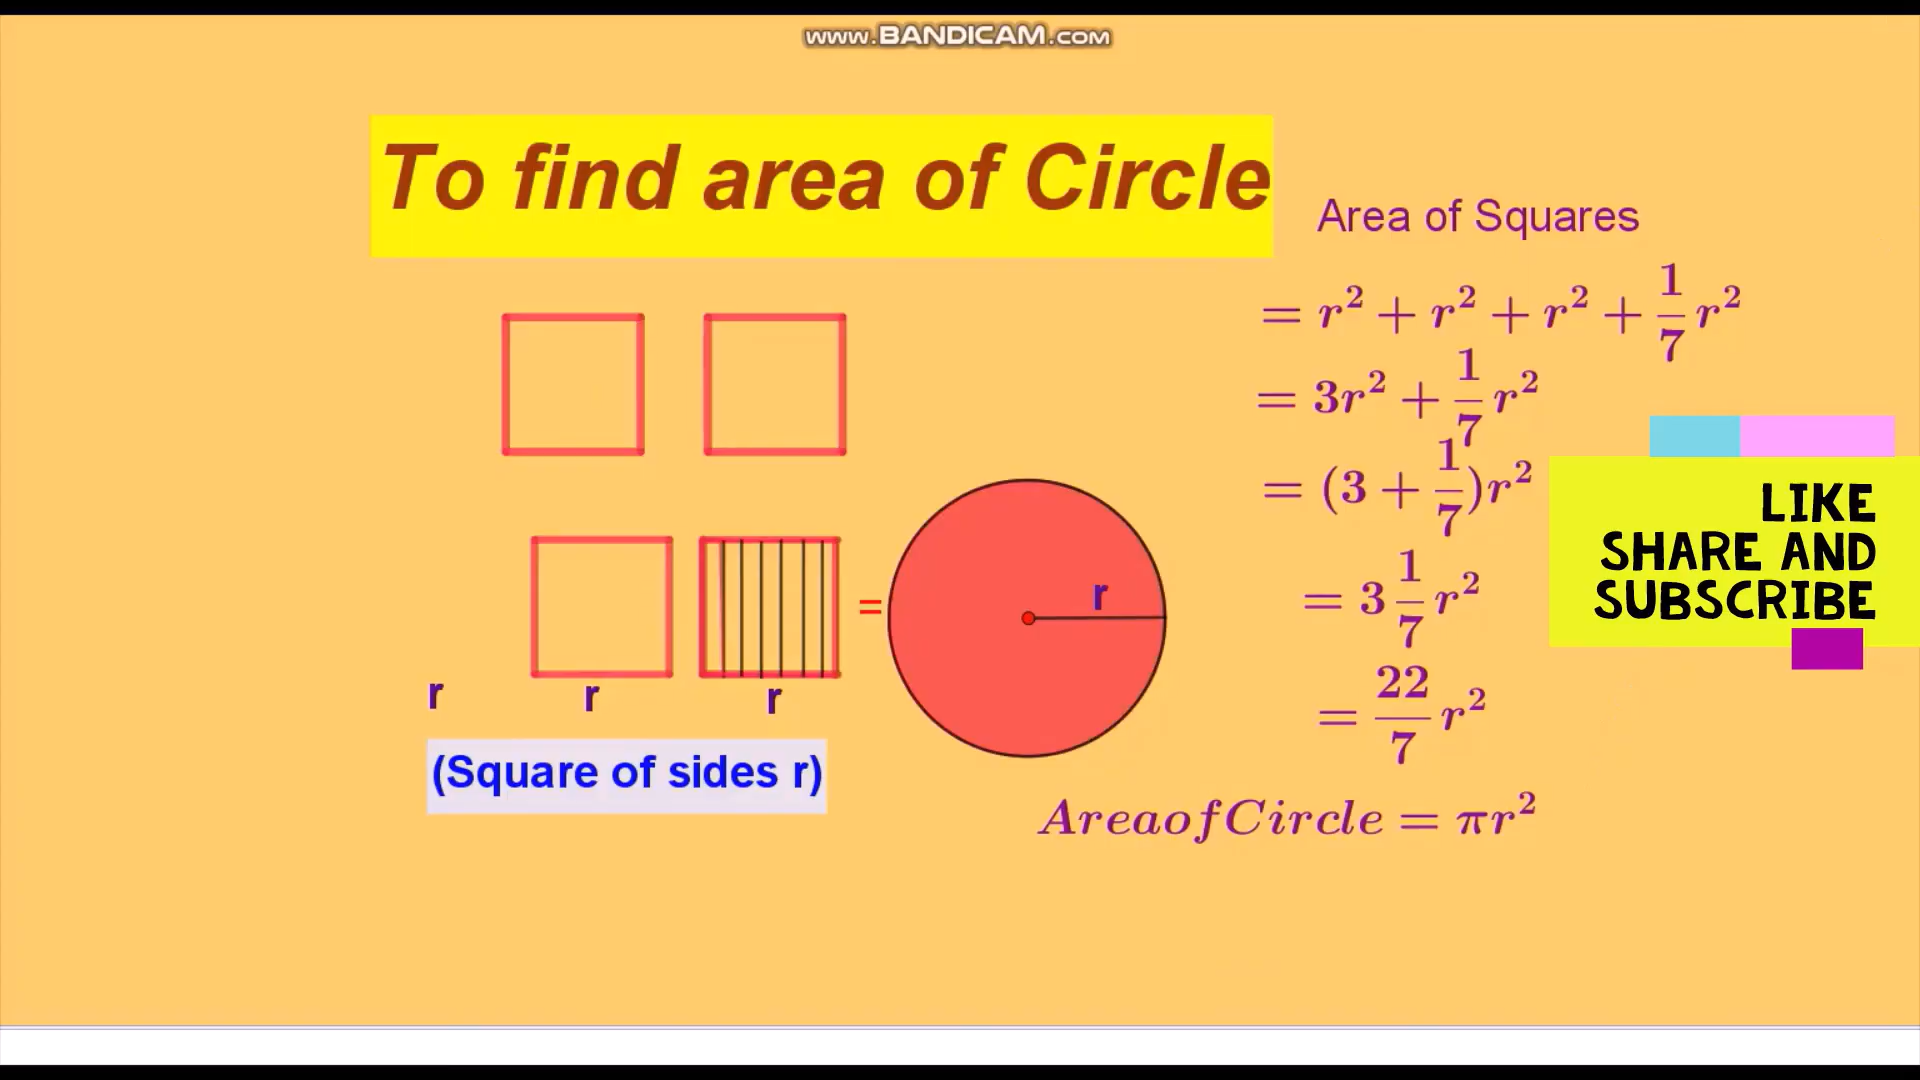 www.BANDICAM.com
To find area of Circle
Area of Squares
= r² + r² + r² + 1/7 r²
= 3r² + 1/7 r²
= (3 + 1/7)r²
= 3 1/7 r²
= 22/7 r²
LIKE
SHARE AND
SUBSCRIBE
=
r
r
r
r
(Square of sides r)
AreaofCircle = πr²